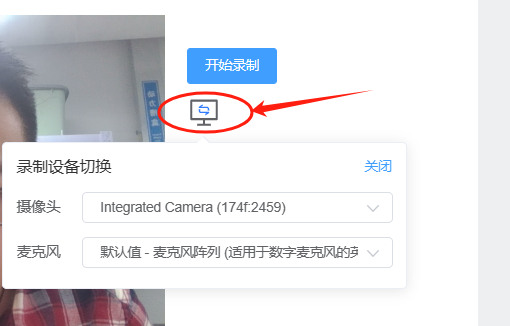 开始录制
录制设备切换
关闭
摄像头
Integrated Camera (174f:2459)
麦克风
默认值 - 麦克风阵列 (适用于数字麦克风的英